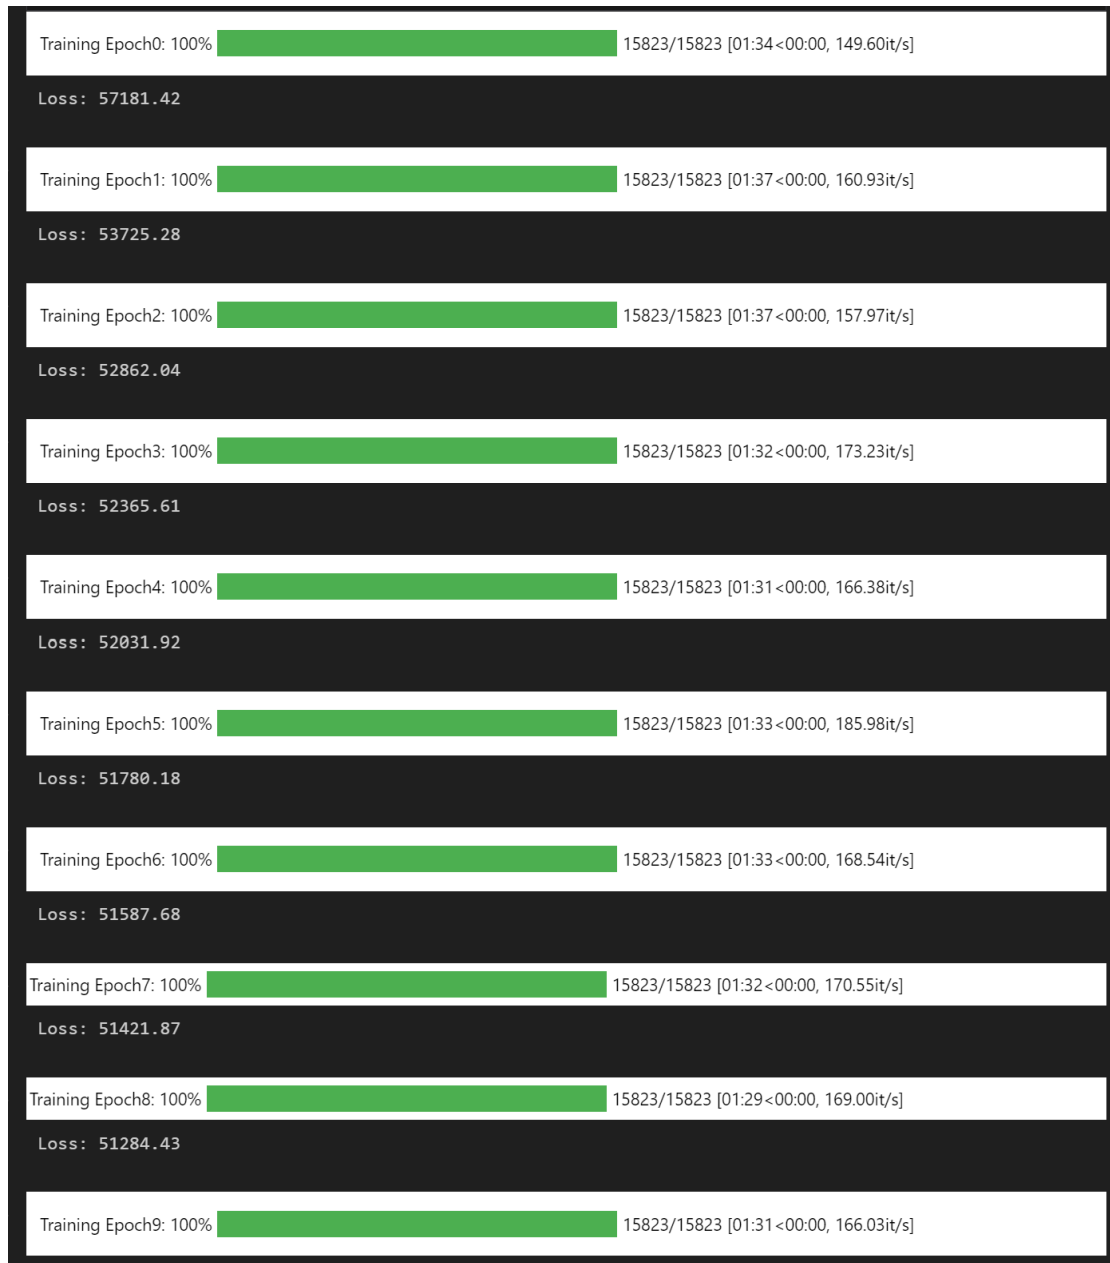 Training Epoch0: 100% 15823/15823 [01:34<00:00, 149.60it/s]
Loss: 57181.42
Training Epoch1: 100% 15823/15823 [01:37<00:00, 160.93it/s]
Loss: 53725.28
Training Epoch2: 100% 15823/15823 [01:37<00:00, 157.97it/s]
Loss: 52862.04
Training Epoch3: 100% 15823/15823 [01:32<00:00, 173.23it/s]
Loss: 52365.61
Training Epoch4: 100% 15823/15823 [01:31<00:00, 166.38it/s]
Loss: 52031.92
Training Epoch5: 100% 15823/15823 [01:33<00:00, 185.98it/s]
Loss: 51780.18
Training Epoch6: 100% 15823/15823 [01:33<00:00, 168.54it/s]
Loss: 51587.68
Training Epoch7: 100% 15823/15823 [01:32<00:00, 170.55it/s]
Loss: 51421.87
Training Epoch8: 100% 15823/15823 [01:29<00:00, 169.00it/s]
Loss: 51284.43
Training Epoch9: 100% 15823/15823 [01:31<00:00, 166.03it/s]